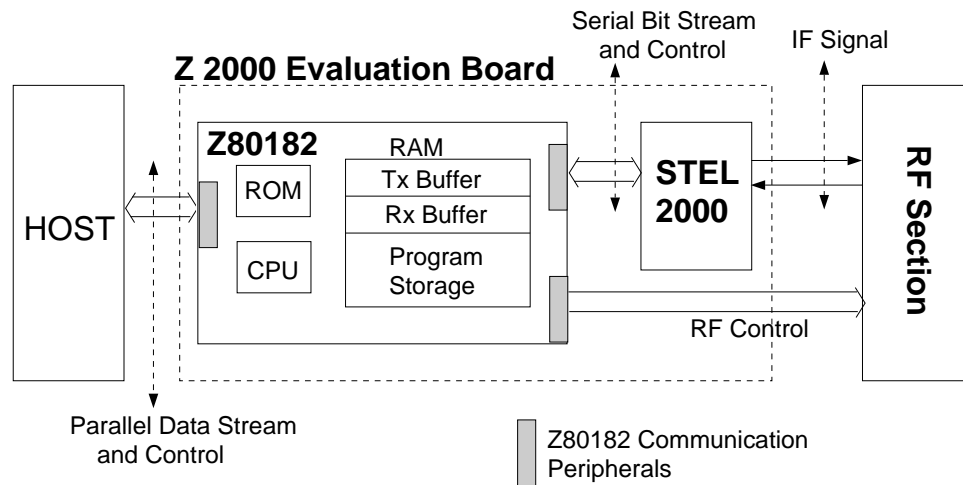 Serial Bit Stream
and Control
IF Signal
Z 2000 Evaluation Board
HOST
Z80182
ROM
CPU
RAM
Tx Buffer
Rx Buffer
Program
Storage
STEL
2000
RF Section
RF Control
Parallel Data Stream
and Control
Z80182 Communication
Peripherals